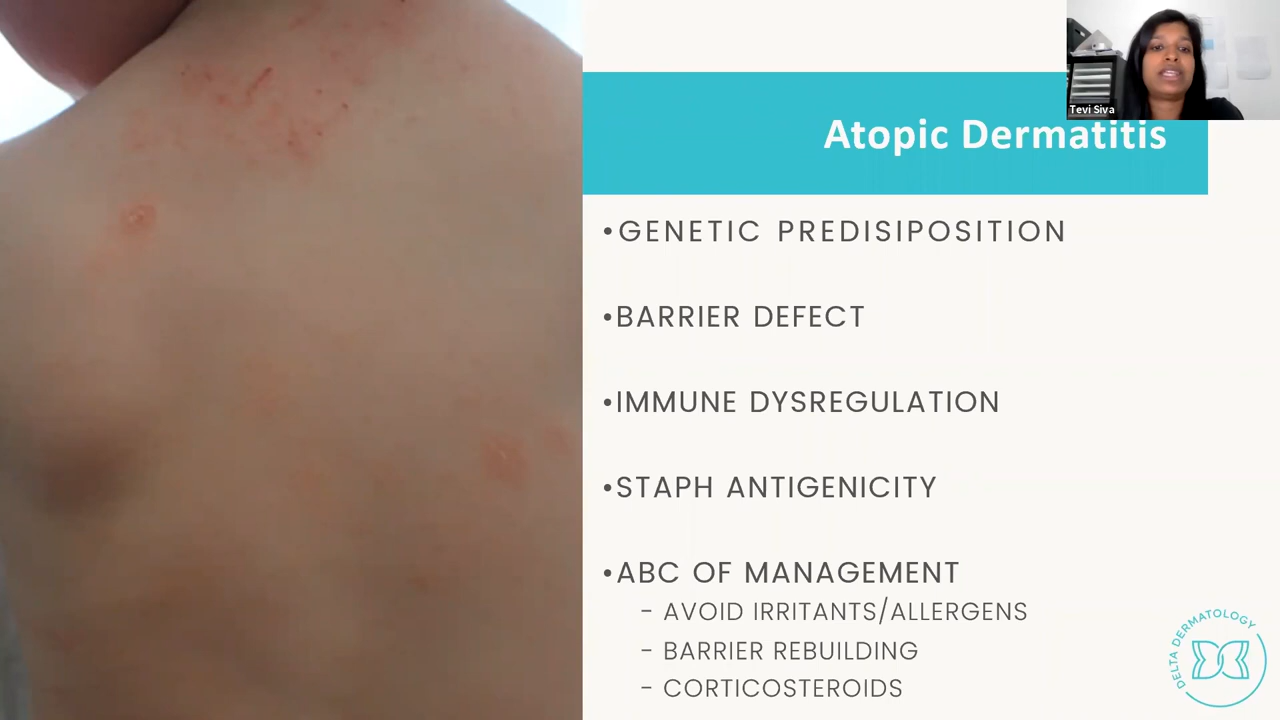 Tevi Siva
Atopic Dermatitis
•GENETIC PREDISIPOSITION
•BARRIER DEFECT
•IMMUNE DYSREGULATION
•STAPH ANTIGENICITY
•ABC OF MANAGEMENT
- AVOID IRRITANTS/ALLERGENS
- BARRIER REBUILDING
- CORTICOSTEROIDS
DELTA DERMATOLOGY